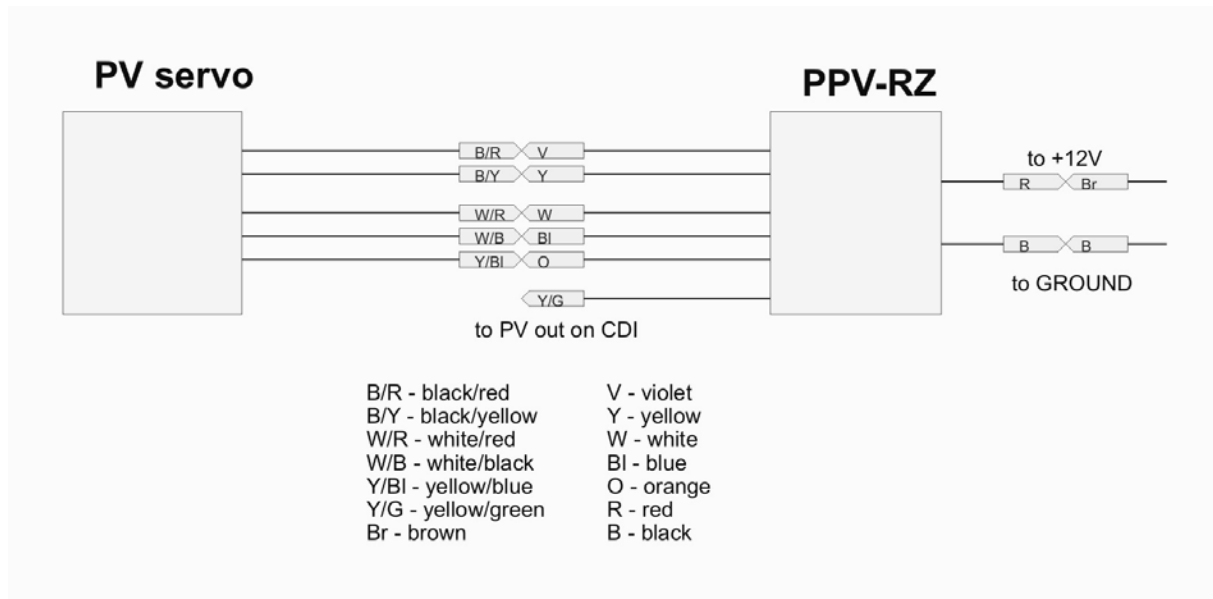 PV servo
PPV-RZ
to +12V
B/R V
B/Y Y
R Br
W/R W
W/B Bl
B B
Y/Bl O
to GROUND
Y/G
to PV out on CDI
B/R - black/red
B/Y - black/yellow
W/R - white/red
W/B - white/black
Y/Bl - yellow/blue
Y/G - yellow/green
Br - brown
V - violet
Y - yellow
W - white
Bl - blue
O - orange
R - red
B - black